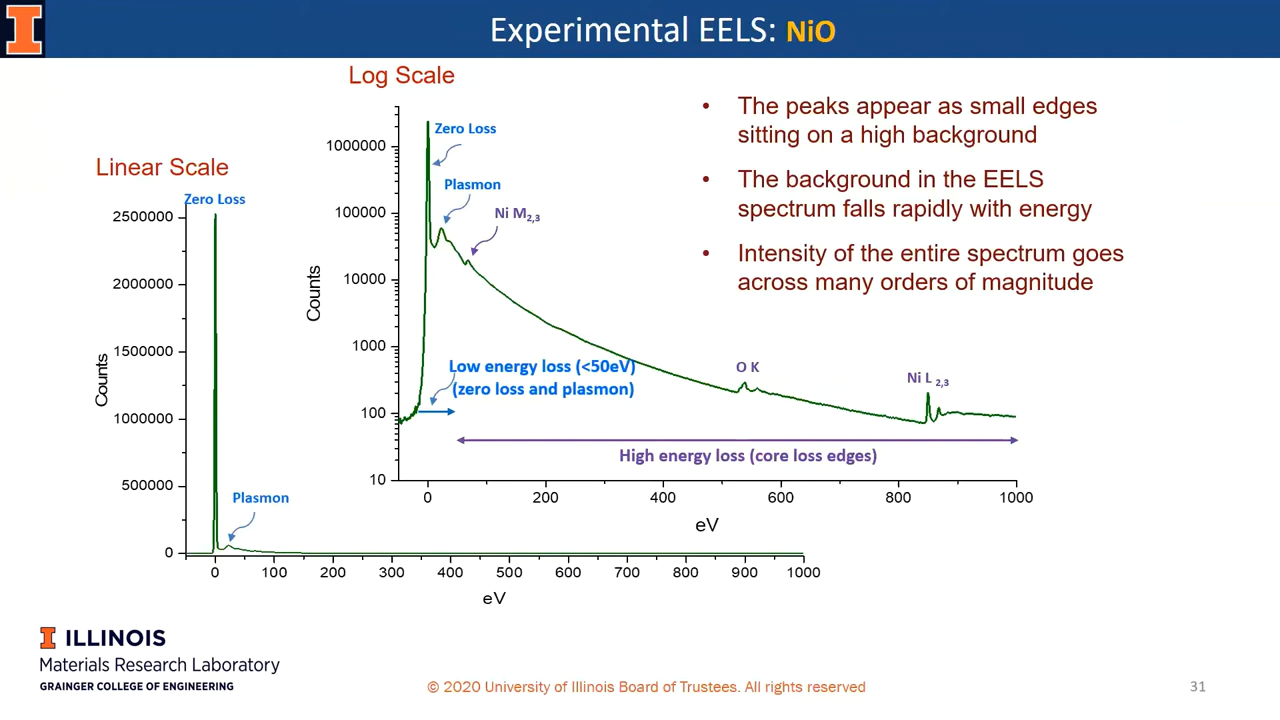 Experimental EELS: NiO
Log Scale
Linear Scale
• The peaks appear as small edges
sitting on a high background
• The background in the EELS
spectrum falls rapidly with energy
• Intensity of the entire spectrum goes
across many orders of magnitude
Zero Loss
Plasmon
Ni M2,3
1000000
100000
10000
1000
100
10
Counts
Low energy loss (<50eV)
(zero loss and plasmon)
O K
Ni L 2,3
High energy loss (core loss edges)
0 200 400 600 800 1000
eV
Zero Loss
2500000
2000000
1500000
1000000
500000
0
Counts
Plasmon
0 100 200 300 400 500 600 700 800 900 1000
eV
I ILLINOIS
Materials Research Laboratory
GRAINGER COLLEGE OF ENGINEERING
© 2020 University of Illinois Board of Trustees. All rights reserved
31